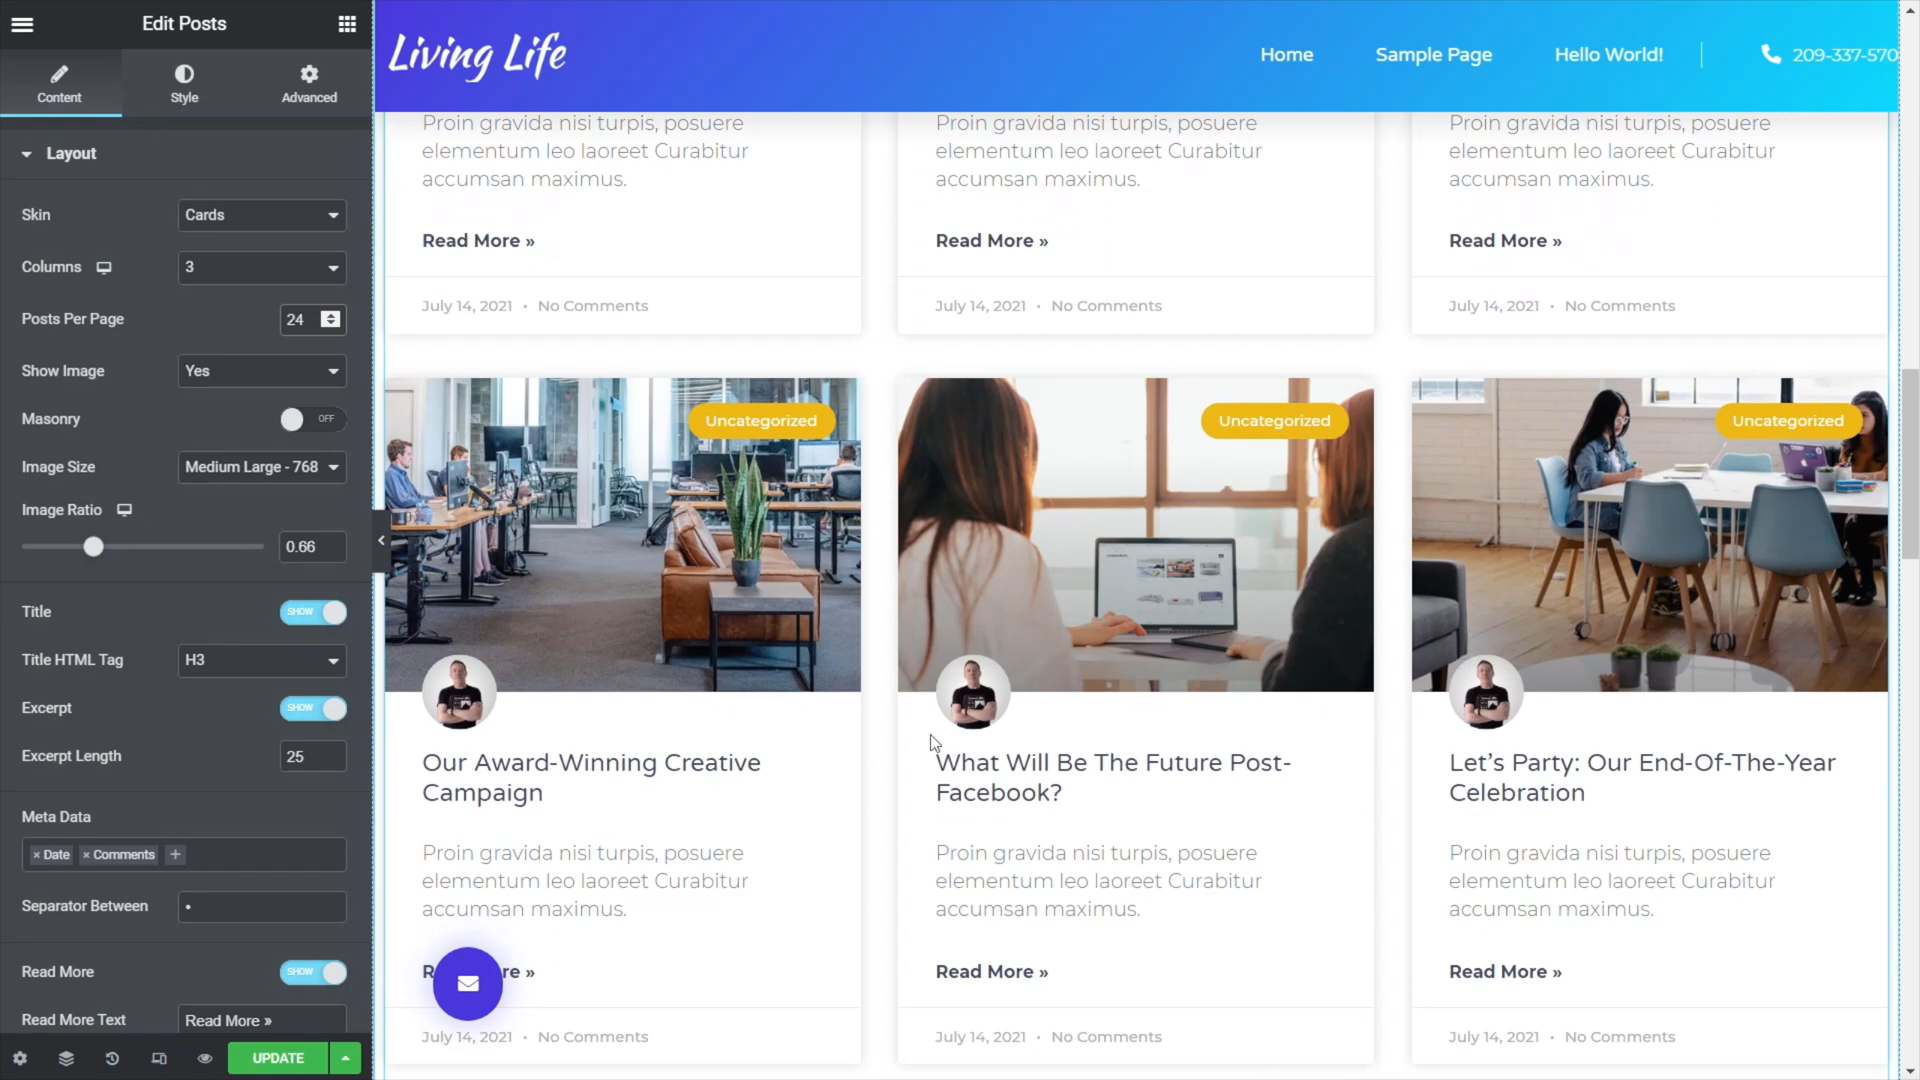 Edit Posts
Content
Style
Advanced
Layout
Skin
Cards
Columns
3
Posts Per Page
24
Show Image
Yes
Masonry
OFF
Image Size
Medium Large - 768
Image Ratio
0.66
Title
SHOW
Title HTML Tag
H3
Excerpt
SHOW
Excerpt Length
25
Meta Data
× Date × Comments +
Separator Between
•
Read More
SHOW
Read More Text
Read More »
UPDATE
Living Life
Home
Sample Page
Hello World!
209-337-570
Proin gravida nisi turpis, posuere
elementum leo laoreet Curabitur
accumsan maximus.
Read More »
July 14, 2021 • No Comments
Proin gravida nisi turpis, posuere
elementum leo laoreet Curabitur
accumsan maximus.
Read More »
July 14, 2021 • No Comments
Proin gravida nisi turpis, posuere
elementum leo laoreet Curabitur
accumsan maximus.
Read More »
July 14, 2021 • No Comments
Uncategorized
Our Award-Winning Creative
Campaign
Proin gravida nisi turpis, posuere
elementum leo laoreet Curabitur
accumsan maximus.
R re »
July 14, 2021 • No Comments
Uncategorized
What Will Be The Future Post-
Facebook?
Proin gravida nisi turpis, posuere
elementum leo laoreet Curabitur
accumsan maximus.
Read More »
July 14, 2021 • No Comments
Uncategorized
Let’s Party: Our End-Of-The-Year
Celebration
Proin gravida nisi turpis, posuere
elementum leo laoreet Curabitur
accumsan maximus.
Read More »
July 14, 2021 • No Comments